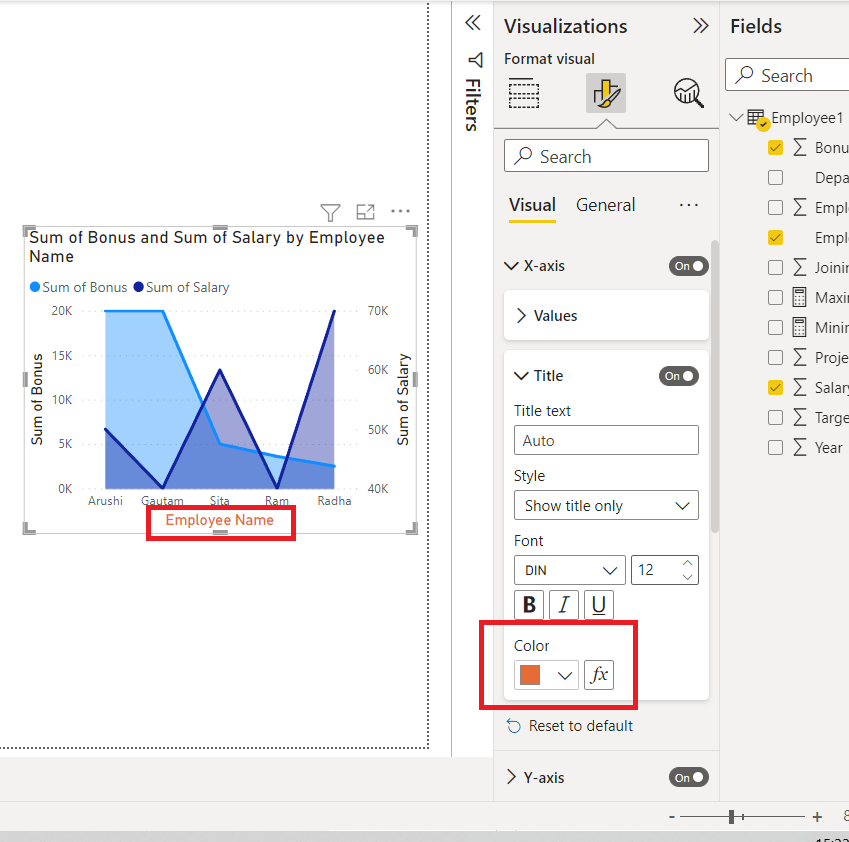 Visualizations
Fields
Format visual
Filters
Search
Search
Employee1
Visual
General
X-axis
On
Values
Title
On
Title text
Auto
Style
Show title only
Font
DIN
12
B I U
Color
fx
Reset to default
Y-axis
On
Bonu
Depa
Empl
Empl
Joinin
Maxi
Minin
Proje
Salary
Targe
Year
Sum of Bonus and Sum of Salary by Employee
Name
Sum of Bonus Sum of Salary
20K
15K
10K
5K
0K
Sum of Bonus
70K
60K
50K
40K
Sum of Salary
Arushi Gautam Sita Ram Radha
Employee Name
- +